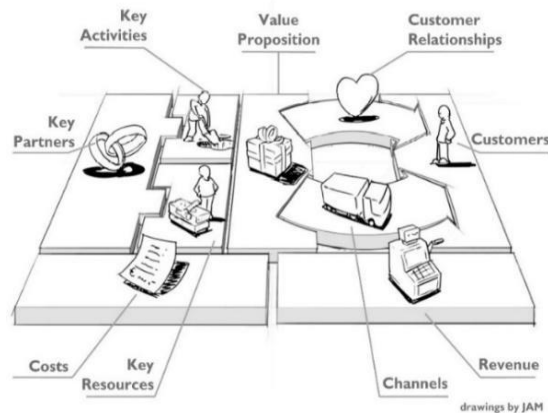 Key
Activities
Value
Proposition
Customer
Relationships
Key
Partners
Customers
Costs
Key
Resources
Channels
Revenue
drawings by JAM